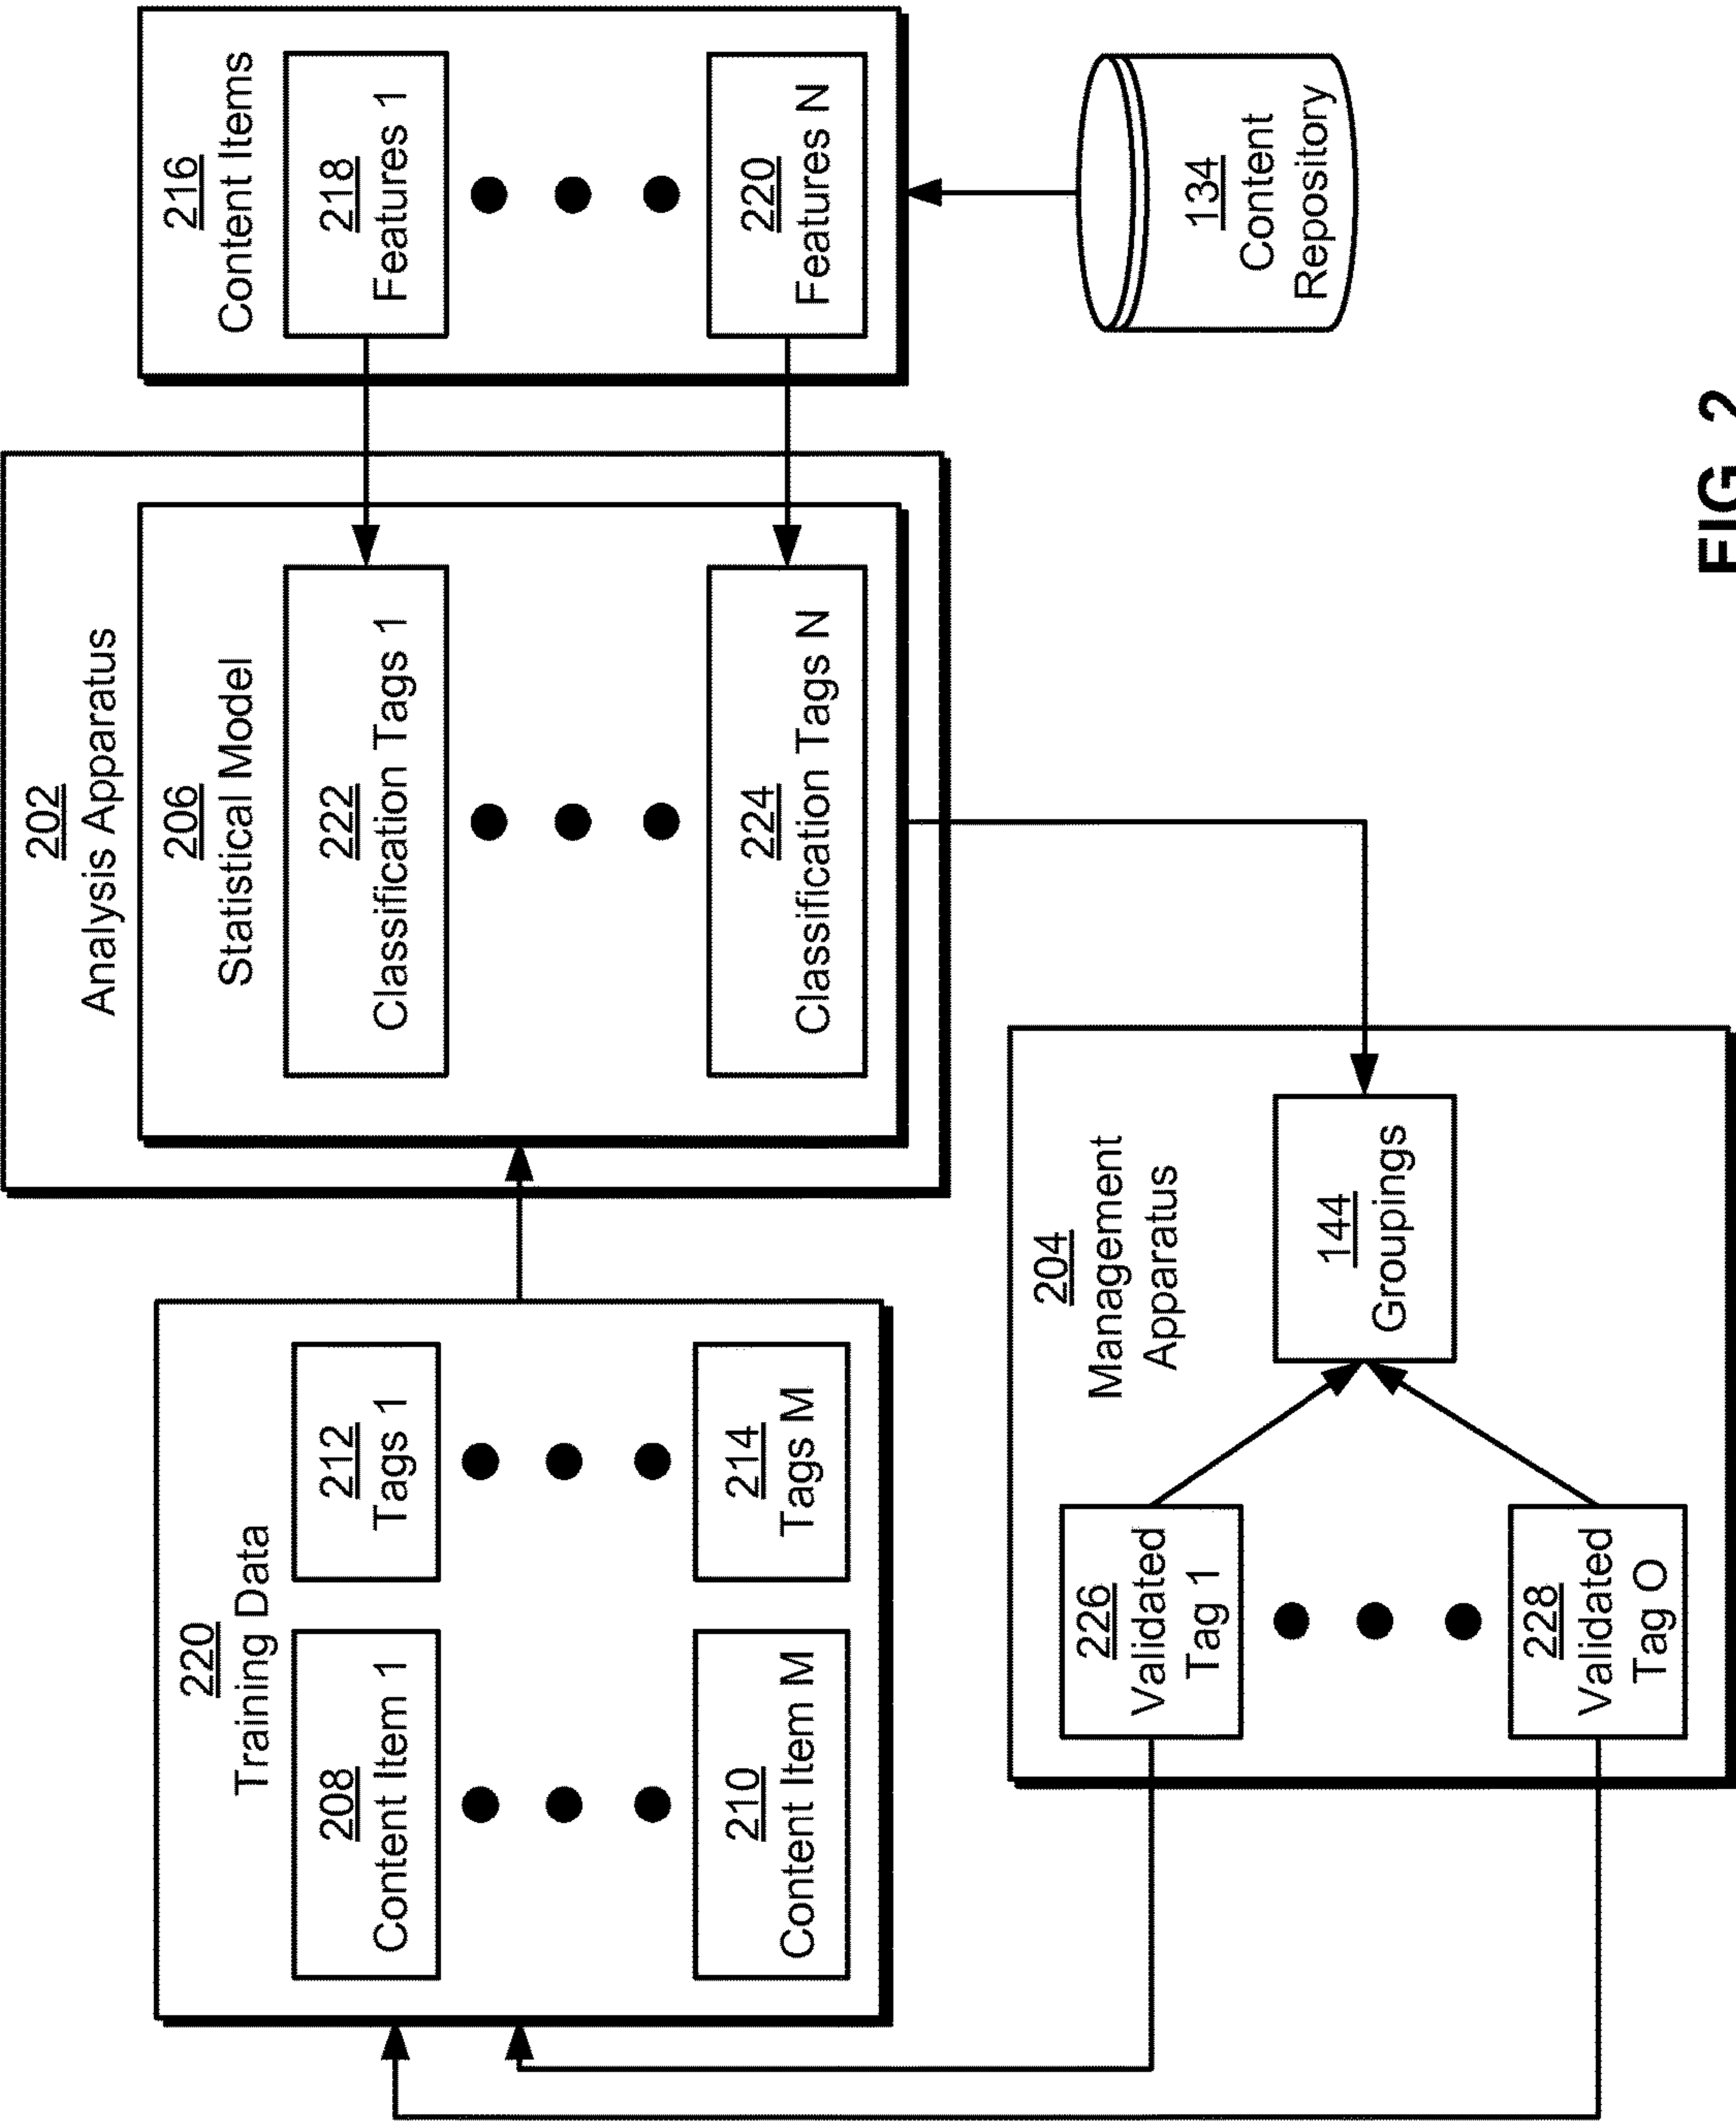 220
Training Data
208
Content Item 1
212
Tags 1
210
Content Item M
214
Tags M
202
Analysis Apparatus
206
Statistical Model
222
Classification Tags 1
224
Classification Tags N
216
Content Items
218
Features 1
220
Features N
134
Content
Repository
204
Management
Apparatus
226
Validated
Tag 1
228
Validated
Tag O
144
Groupings
FIG. 2